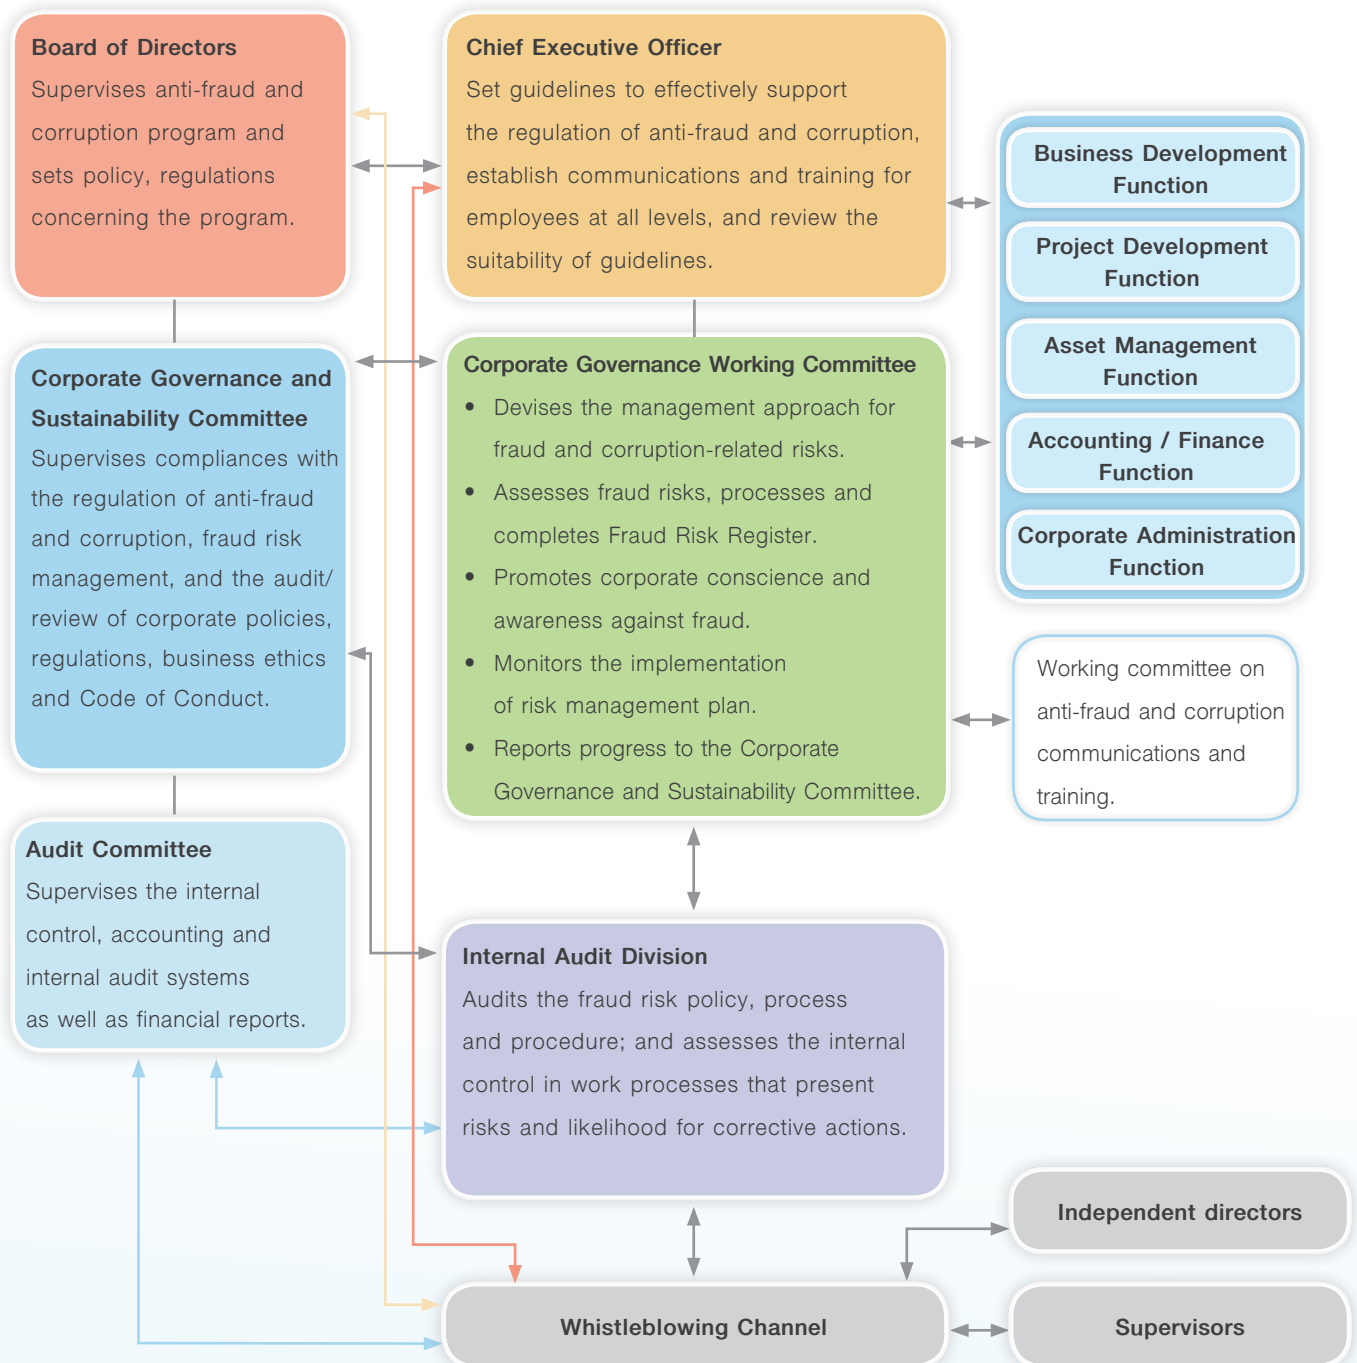 Board of Directors
Supervises anti-fraud and
corruption program and
sets policy, regulations
concerning the program.
Chief Executive Officer
Set guidelines to effectively support
the regulation of anti-fraud and corruption,
establish communications and training for
employees at all levels, and review the
suitability of guidelines.
Business Development
Function
Project Development
Function
Asset Management
Function
Accounting / Finance
Function
Corporate Administration
Function
Corporate Governance and
Sustainability Committee
Supervises compliances with
the regulation of anti-fraud
and corruption, fraud risk
management, and the audit/
review of corporate policies,
regulations, business ethics
and Code of Conduct.
Corporate Governance Working Committee
• Devises the management approach for
fraud and corruption-related risks.
• Assesses fraud risks, processes and
completes Fraud Risk Register.
• Promotes corporate conscience and
awareness against fraud.
• Monitors the implementation
of risk management plan.
• Reports progress to the Corporate
Governance and Sustainability Committee.
Working committee on
anti-fraud and corruption
communications and
training.
Audit Committee
Supervises the internal
control, accounting and
internal audit systems
as well as financial reports.
Internal Audit Division
Audits the fraud risk policy, process
and procedure; and assesses the internal
control in work processes that present
risks and likelihood for corrective actions.
Independent directors
Whistleblowing Channel
Supervisors